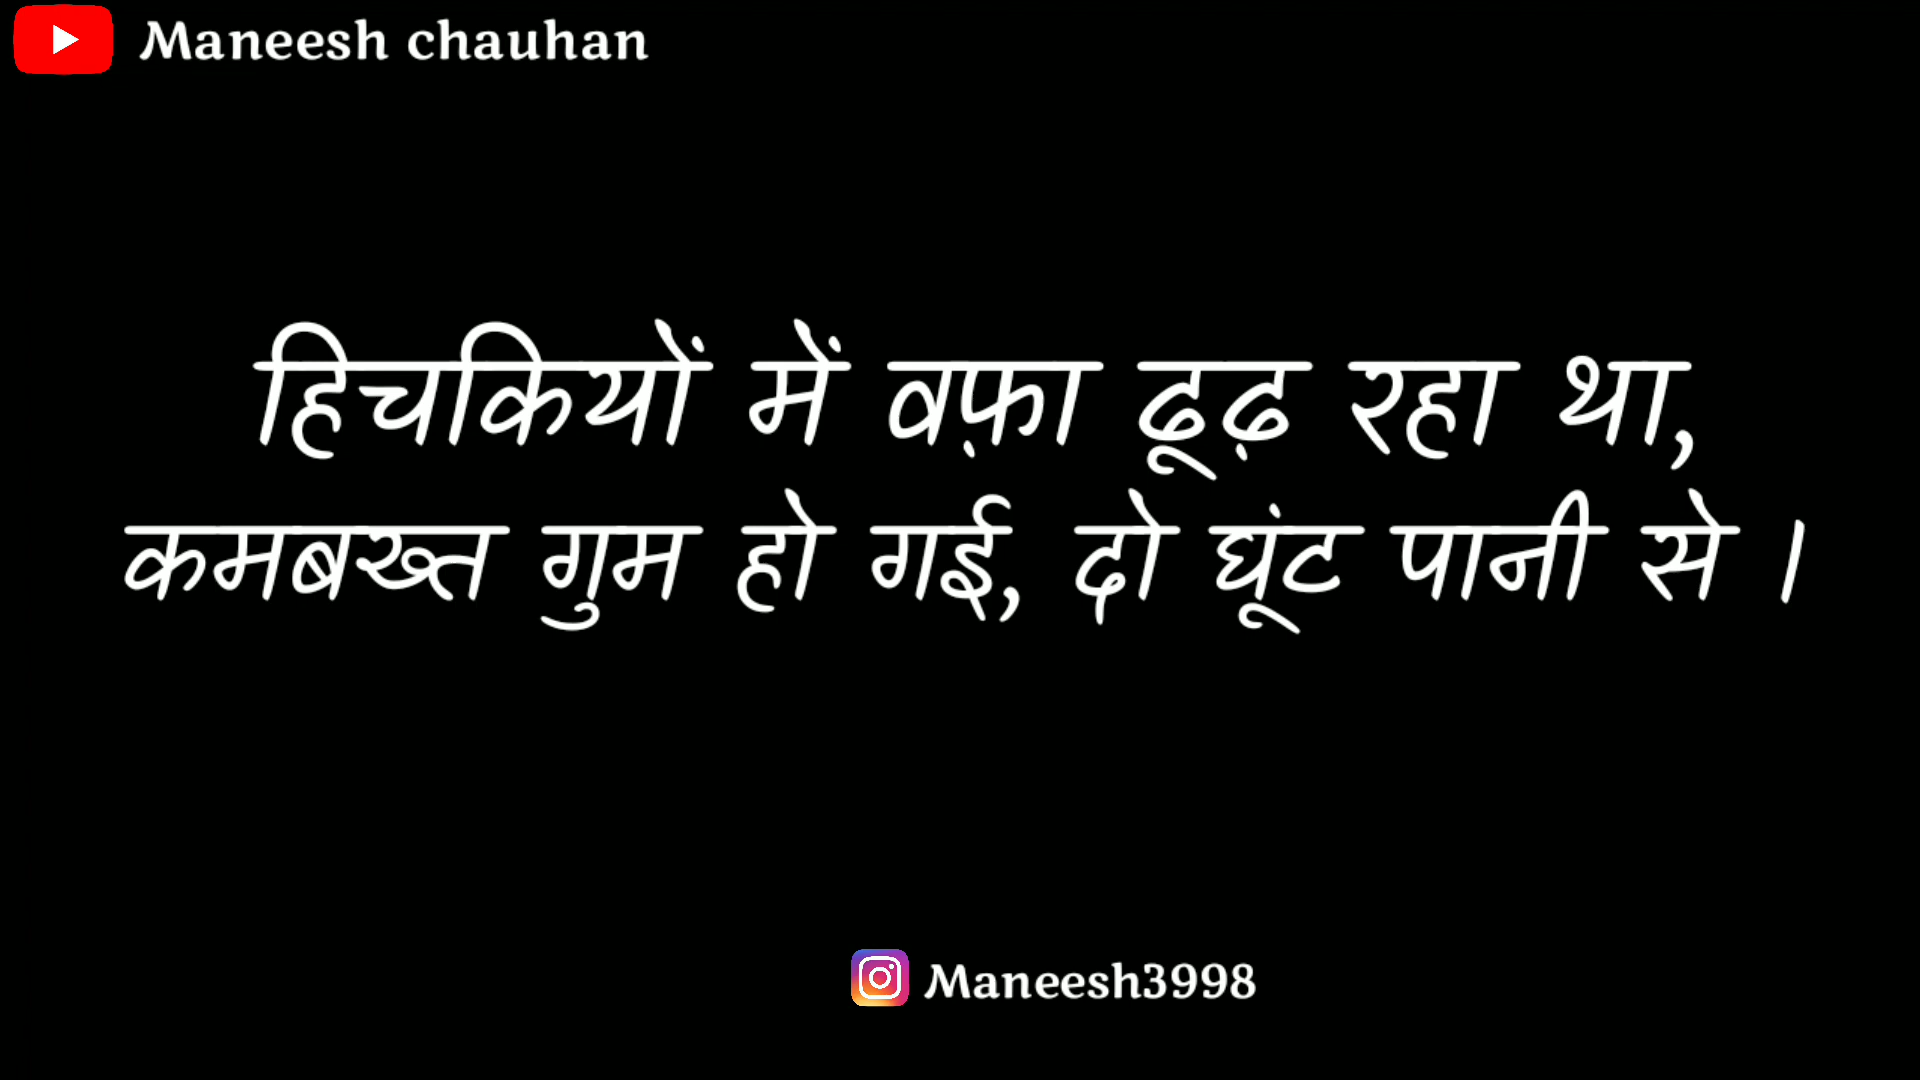 Maneesh chauhan
हिचकियों में वफ़ा ढूढ़ रहा था,
कमबख्त गुम हो गई, दो घूंट पानी से ।
Maneesh3998